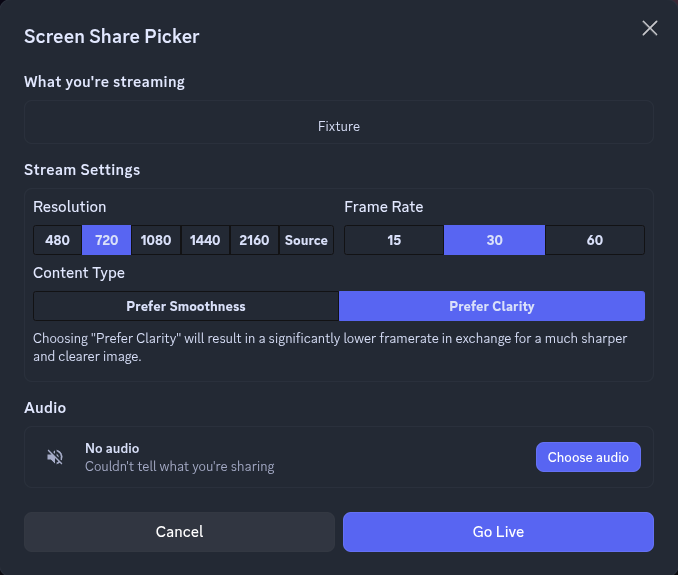 Screen Share Picker
What you're streaming
Fixture
Stream Settings
Resolution
Frame Rate
480 720 1080 1440 2160 Source
15 30 60
Content Type
Prefer Smoothness Prefer Clarity
Choosing "Prefer Clarity" will result in a significantly lower framerate in exchange for a much sharper
and clearer image.
Audio
No audio
Couldn't tell what you're sharing
Choose audio
Cancel Go Live